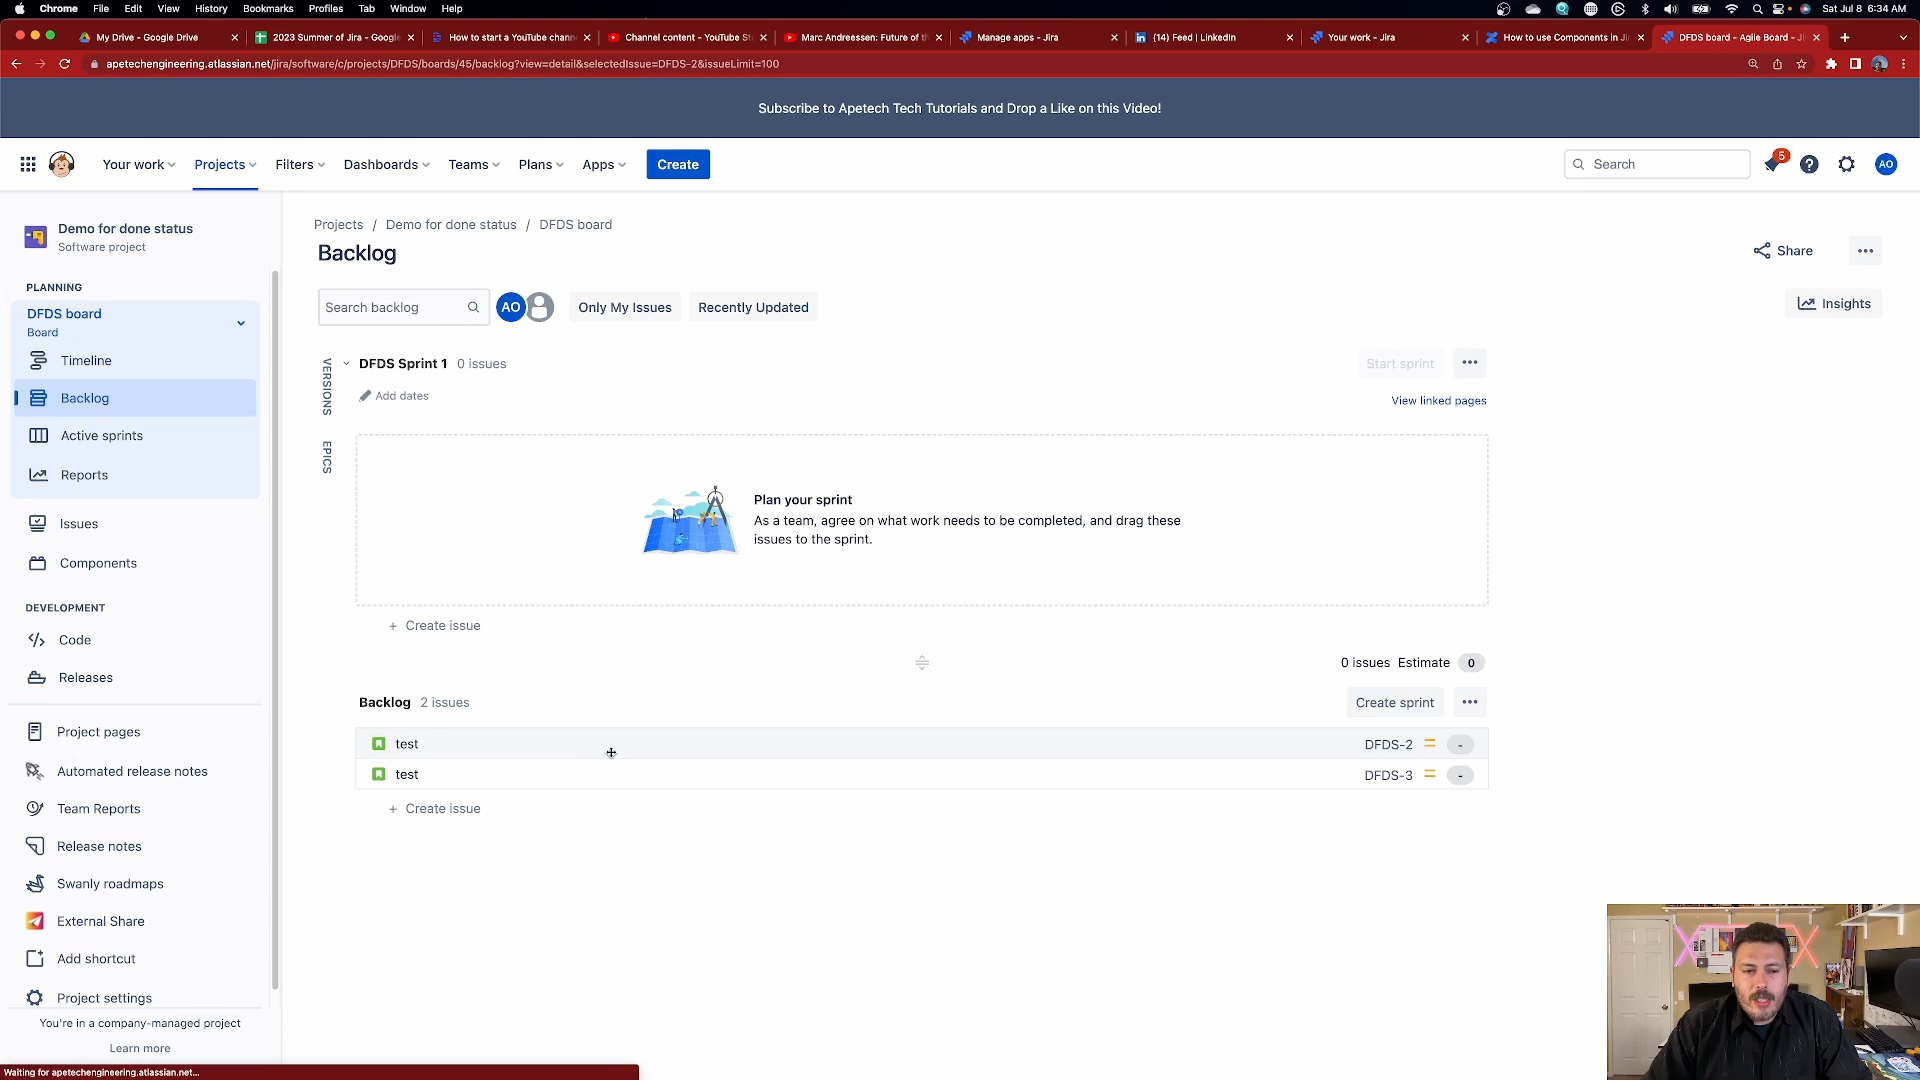 Chrome File Edit View History Bookmarks Profiles Tab Window Help Sat Jul 8 6:34 AM
My Drive - Google Drive 2023 Summer of Jira - Google How to start a YouTube chann Channel content - YouTube St Marc Andreessen: Future of th Manage apps - Jira (14) Feed | LinkedIn Your work - Jira How to use Components in Jir DFDS board - Agile Board - Ji
apetechengineering.atlassian.net/jira/software/c/projects/DFDS/boards/45/backlog?view=detail&selectedIssue=DFDS-2&issueLimit=100
Subscribe to Apetech Tech Tutorials and Drop a Like on this Video!
Your work Projects Filters Dashboards Teams Plans Apps Create Search 5 AO
Demo for done status
Software project
PLANNING
DFDS board
Board
Timeline
Backlog
Active sprints
Reports
Issues
Components
DEVELOPMENT
Code
Releases
Project pages
Automated release notes
Team Reports
Release notes
Swanly roadmaps
External Share
Add shortcut
Project settings
You're in a company-managed project
Learn more
Waiting for apetechengineering.atlassian.net...
Projects / Demo for done status / DFDS board
Backlog
Share
Search backlog AO Only My Issues Recently Updated
Insights
VERSIONS
EPICS
DFDS Sprint 1 0 issues Start sprint
Add dates
View linked pages
Plan your sprint
As a team, agree on what work needs to be completed, and drag these
issues to the sprint.
+ Create issue
0 issues Estimate 0
Backlog 2 issues Create sprint
test DFDS-2 -
test DFDS-3 -
+ Create issue